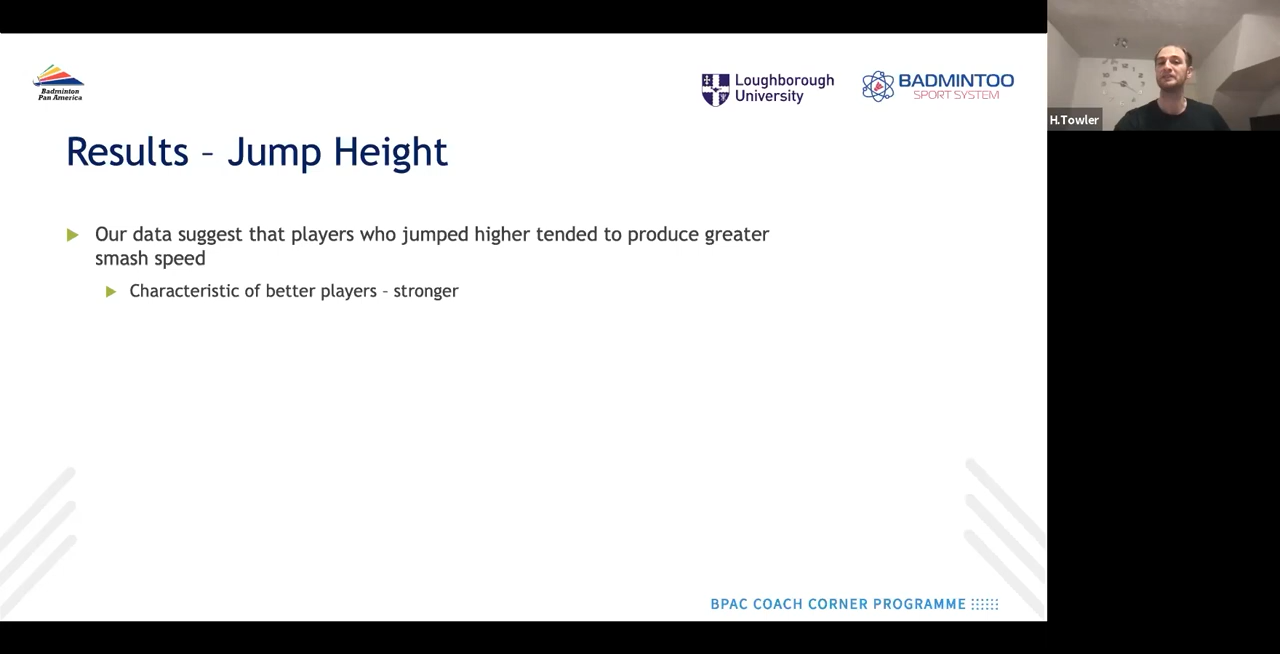 Badminton
Pan America
Loughborough
University
BADMINTOO
SPORT SYSTEM
H.Towler
Results – Jump Height
Our data suggest that players who jumped higher tended to produce greater
smash speed
Characteristic of better players – stronger
BPAC COACH CORNER PROGRAMME